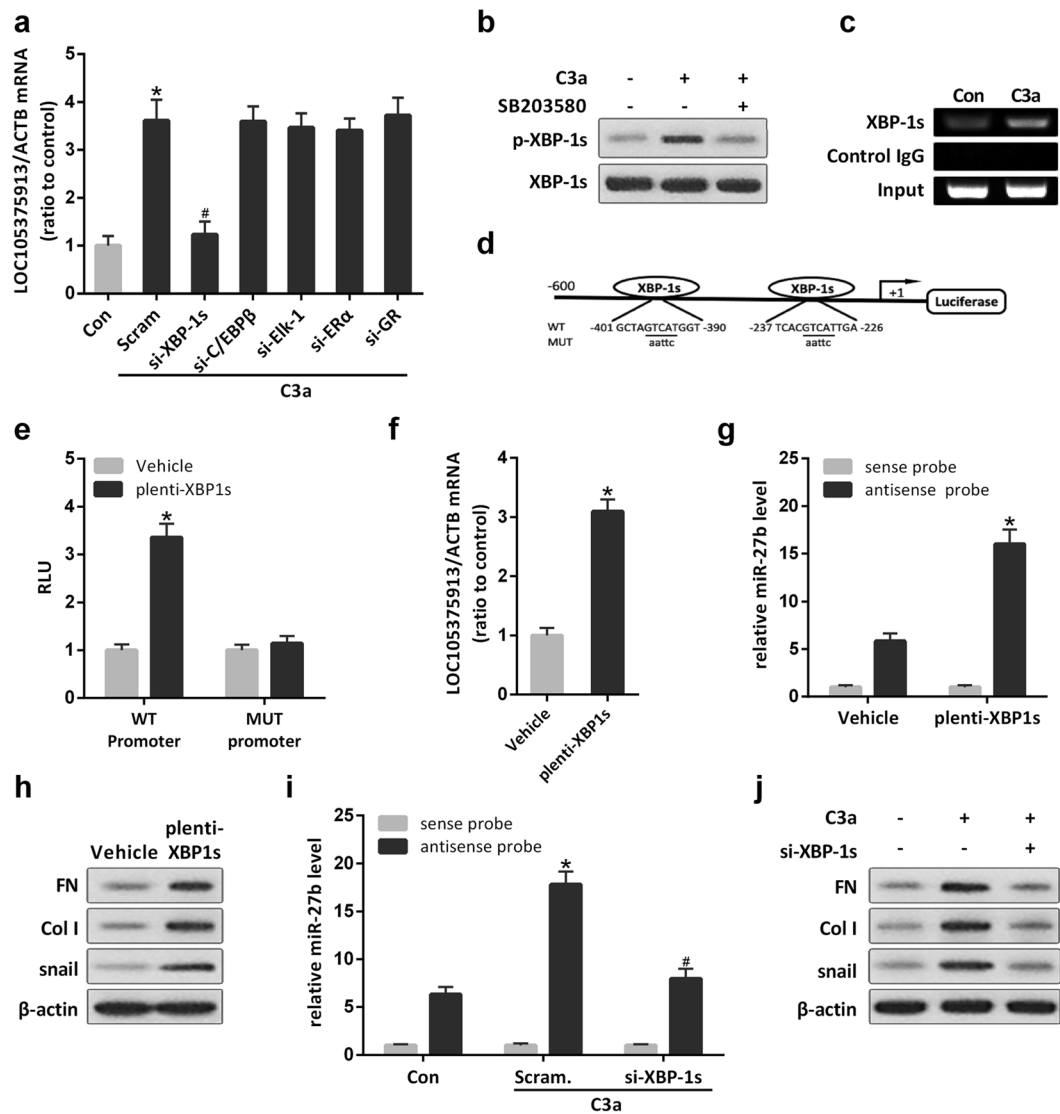 a
LOC105375913/ACTB mRNA
(ratio to control)
5
4
3
2
1
0
*
#
Con
Scram
si-XBP-1s
si-C/EBPβ
si-Elk-1
si-ERα
si-GR
C3a
b
C3a - + +
SB203580 - - +
p-XBP-1s
XBP-1s
c
Con C3a
XBP-1s
Control IgG
Input
d
-600 XBP-1s XBP-1s +1 Luciferase
WT -401 GCTAGTCATGGT -390 -237 TCACGTCATTGA -226
MUT aattc aattc
e
RLU
5
4
3
2
1
0
Vehicle
plenti-XBP1s
*
WT
Promoter
MUT
promoter
f
LOC105375913/ACTB mRNA
(ratio to control)
4
3
2
1
0
*
Vehicle
plenti-XBP1s
g
relative miR-27b level
25
20
15
10
5
0
sense probe
antisense probe
*
Vehicle plenti-XBP1s
h
Vehicle plenti-
XBP1s
FN
Col I
snail
β-actin
i
relative miR-27b level
25
20
15
10
5
0
sense probe
antisense probe
*
#
Con Scram. si-XBP-1s
C3a
j
C3a - + +
si-XBP-1s - - +
FN
Col I
snail
β-actin